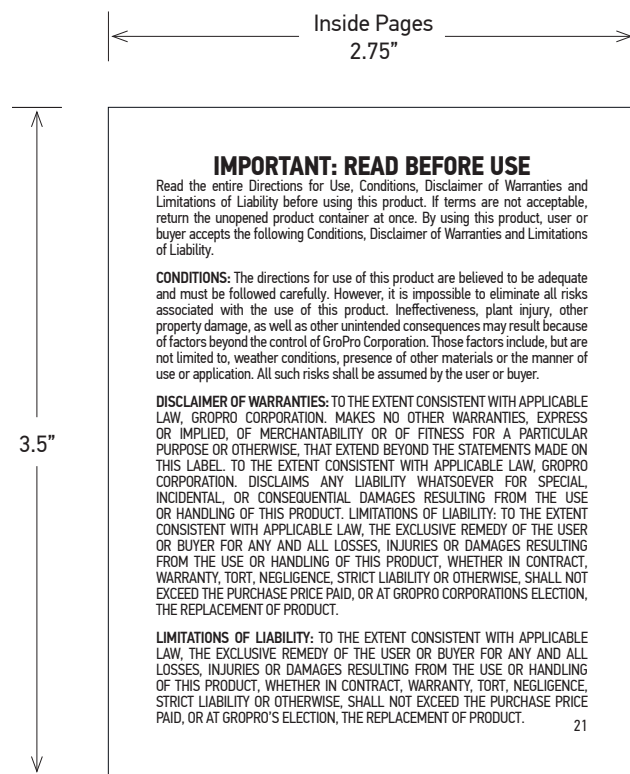 Inside Pages
2.75”
3.5”
IMPORTANT: READ BEFORE USE
Read the entire Directions for Use, Conditions, Disclaimer of Warranties and
Limitations of Liability before using this product. If terms are not acceptable,
return the unopened product container at once. By using this product, user or
buyer accepts the following Conditions, Disclaimer of Warranties and Limitations
of Liability.
CONDITIONS: The directions for use of this product are believed to be adequate
and must be followed carefully. However, it is impossible to eliminate all risks
associated with the use of this product. Ineffectiveness, plant injury, other
property damage, as well as other unintended consequences may result because
of factors beyond the control of GroPro Corporation. Those factors include, but are
not limited to, weather conditions, presence of other materials or the manner of
use or application. All such risks shall be assumed by the user or buyer.
DISCLAIMER OF WARRANTIES: TO THE EXTENT CONSISTENT WITH APPLICABLE
LAW, GROPRO CORPORATION. MAKES NO OTHER WARRANTIES, EXPRESS
OR IMPLIED, OF MERCHANTABILITY OR OF FITNESS FOR A PARTICULAR
PURPOSE OR OTHERWISE, THAT EXTEND BEYOND THE STATEMENTS MADE ON
THIS LABEL. TO THE EXTENT CONSISTENT WITH APPLICABLE LAW, GROPRO
CORPORATION. DISCLAIMS ANY LIABILITY WHATSOEVER FOR SPECIAL,
INCIDENTAL, OR CONSEQUENTIAL DAMAGES RESULTING FROM THE USE
OR HANDLING OF THIS PRODUCT. LIMITATIONS OF LIABILITY: TO THE EXTENT
CONSISTENT WITH APPLICABLE LAW, THE EXCLUSIVE REMEDY OF THE USER
OR BUYER FOR ANY AND ALL LOSSES, INJURIES OR DAMAGES RESULTING
FROM THE USE OR HANDLING OF THIS PRODUCT, WHETHER IN CONTRACT,
WARRANTY, TORT, NEGLIGENCE, STRICT LIABILITY OR OTHERWISE, SHALL NOT
EXCEED THE PURCHASE PRICE PAID, OR AT GROPRO CORPORATIONS ELECTION,
THE REPLACEMENT OF PRODUCT.
LIMITATIONS OF LIABILITY: TO THE EXTENT CONSISTENT WITH APPLICABLE
LAW, THE EXCLUSIVE REMEDY OF THE USER OR BUYER FOR ANY AND ALL
LOSSES, INJURIES OR DAMAGES RESULTING FROM THE USE OR HANDLING
OF THIS PRODUCT, WHETHER IN CONTRACT, WARRANTY, TORT, NEGLIGENCE,
STRICT LIABILITY OR OTHERWISE, SHALL NOT EXCEED THE PURCHASE PRICE
PAID, OR AT GROPRO’S ELECTION, THE REPLACEMENT OF PRODUCT.
21